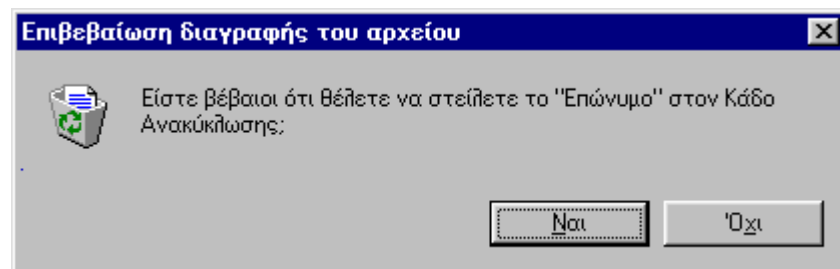 Επιβεβαίωση διαγραφής του αρχείου
Είστε βέβαιοι ότι θέλετε να στείλετε το "Επώνυμο" στον Κάδο
Ανακύκλωσης;
Ναι
Όχι